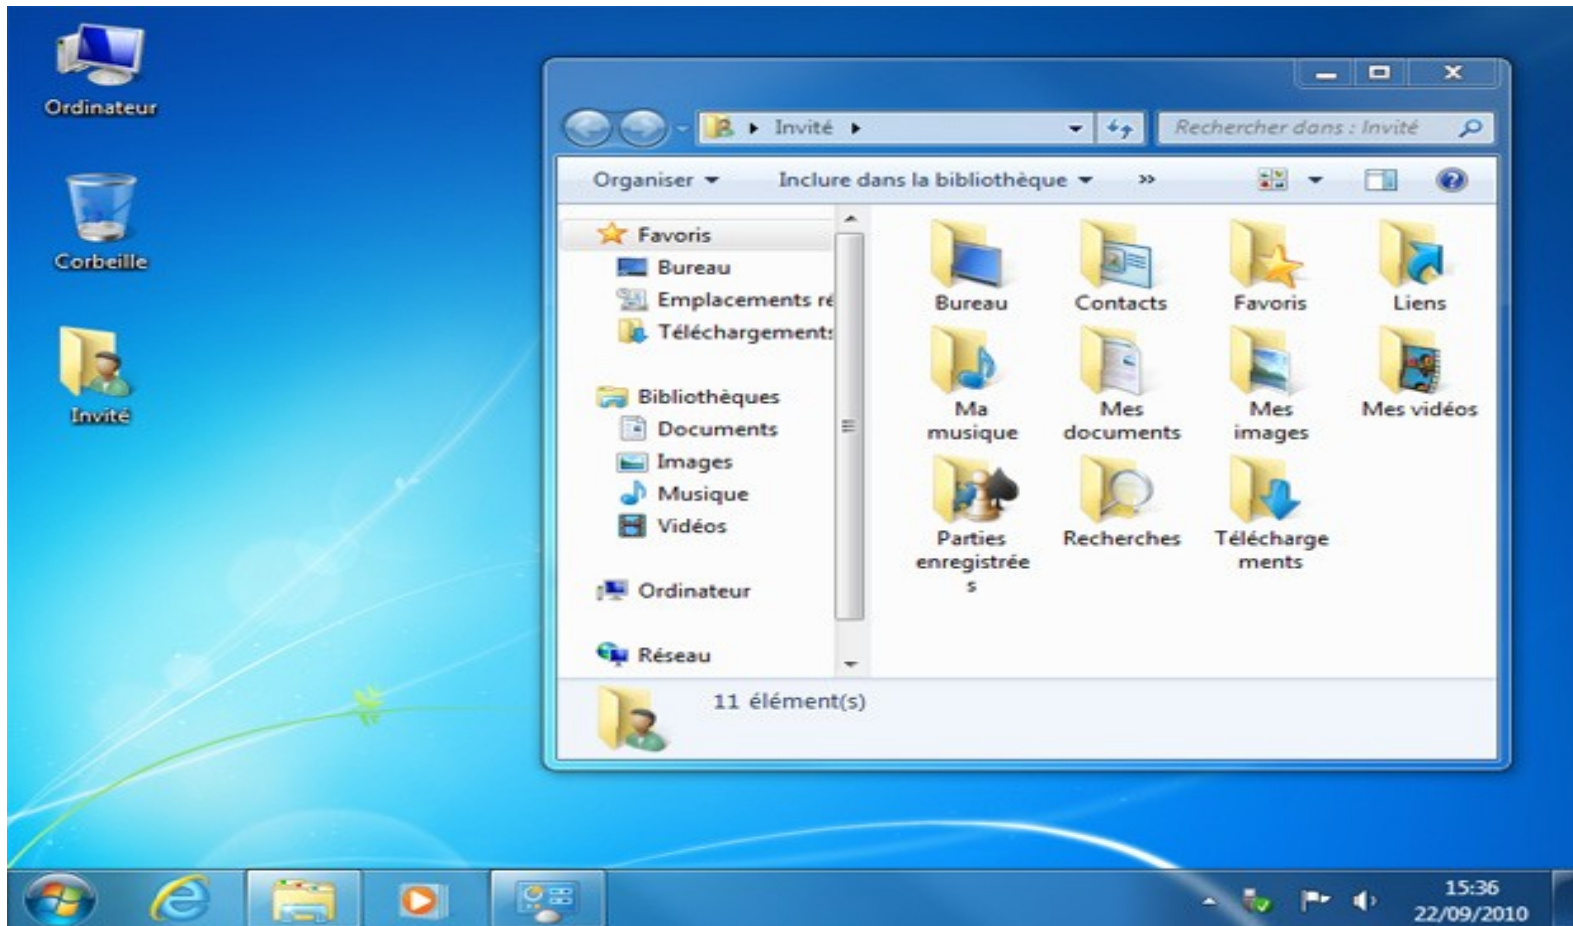 Ordinateur
Corbeille
Invité
Invité
Rechercher dans : Invité
Organiser
Inclure dans la bibliothèque
»
Favoris
Bureau
Emplacements ré
Téléchargements
Bibliothèques
Documents
Images
Musique
Vidéos
Ordinateur
Réseau
Bureau
Contacts
Favoris
Liens
Ma
musique
Mes
documents
Mes
images
Mes vidéos
Parties
enregistrée
s
Recherches
Télécharge
ments
11 élément(s)
15:36
22/09/2010